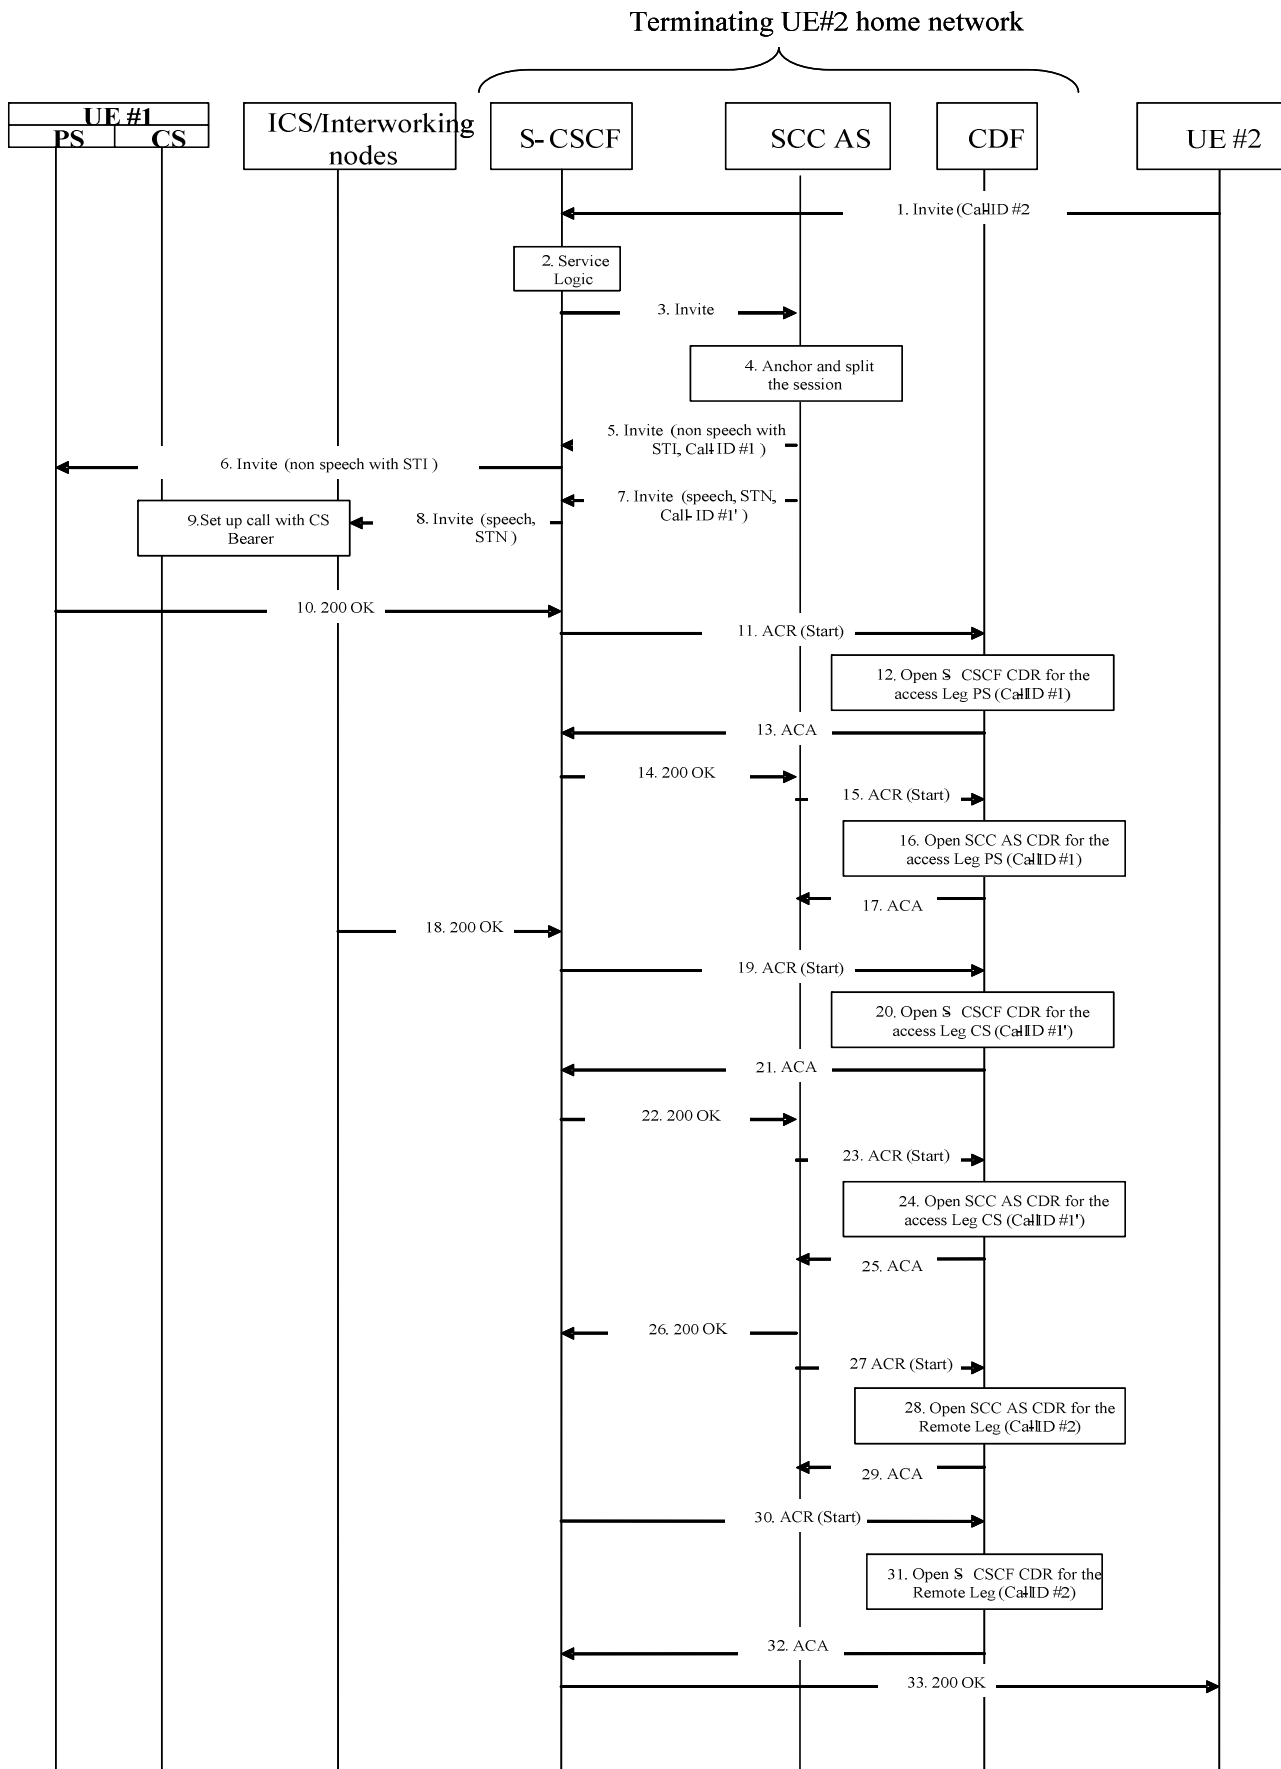 Terminating UE#2 home network
UE #1
PS
CS
ICS/Interworking
nodes
S-CSCF
SCC AS
CDF
UE #2
1. Invite (Call-ID #2
2. Service
Logic
3. Invite
4. Anchor and split
the session
5. Invite (non speech with
STI, Call-ID #1 )
6. Invite (non speech with STI )
7. Invite (speech, STN,
Call-ID #1' )
8. Invite (speech,
STN )
9.Set up call with CS
Bearer
10. 200 OK
11. ACR (Start)
12. Open S- CSCF CDR for the
access Leg PS (Call-ID #1)
13. ACA
14. 200 OK
15. ACR (Start)
16. Open SCC AS CDR for the
access Leg PS (Call-ID #1)
17. ACA
18. 200 OK
19. ACR (Start)
20. Open S- CSCF CDR for the
access Leg CS (Call-ID #1')
21. ACA
22. 200 OK
23. ACR (Start)
24. Open SCC AS CDR for the
access Leg CS (Call-ID #1')
25. ACA
26. 200 OK
27 ACR (Start)
28. Open SCC AS CDR for the
Remote Leg (Call-ID #2)
29. ACA
30. ACR (Start)
31. Open S- CSCF CDR for the
Remote Leg (Call-ID #2)
32. ACA
33. 200 OK